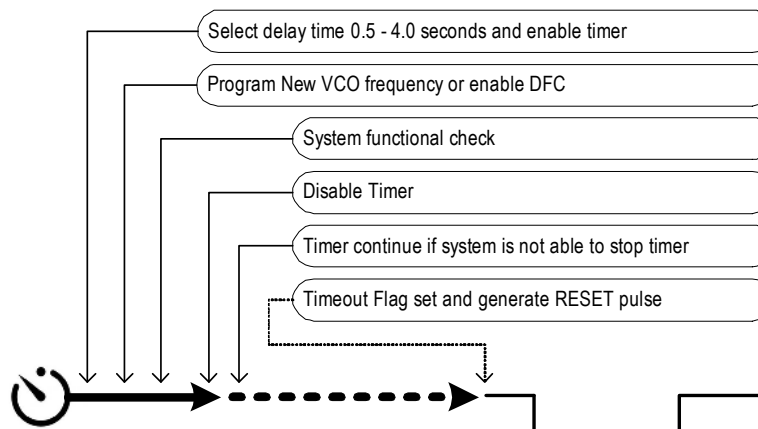 Select delay time 0.5 - 4.0 seconds and enable timer
Program New VCO frequency or enable DFC
System functional check
Disable Timer
Timer continue if system is not able to stop timer
Timeout Flag set and generate RESET pulse